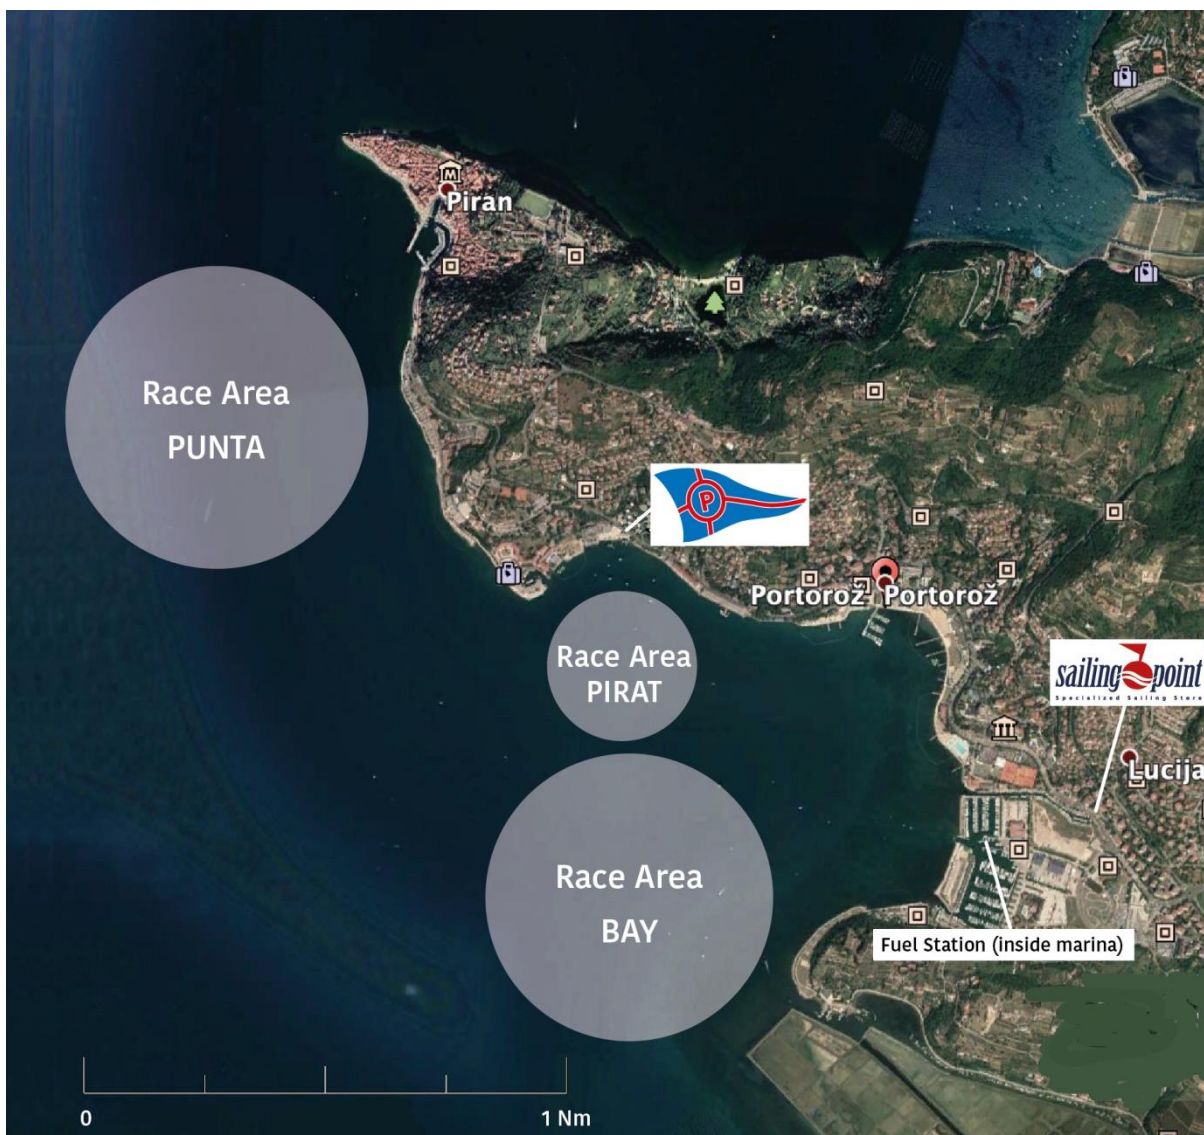 Piran
Race Area
PUNTA
P
Portorož Portorož
Race Area
PIRAT
sailing point
Specialized Sailing Store
Lucija
Race Area
BAY
Fuel Station (inside marina)
0 1 Nm